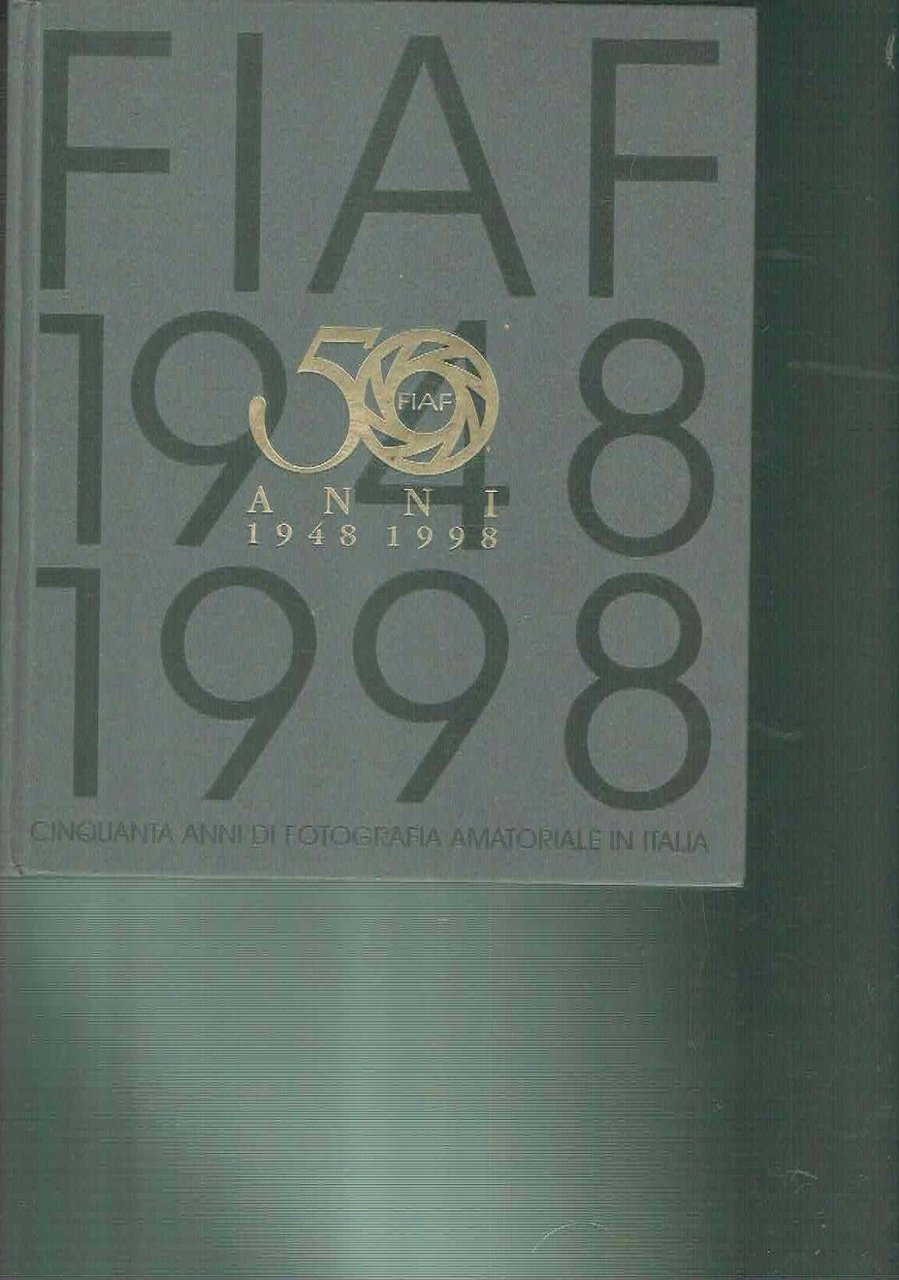 FIAF
1948
50
FIAF
ANNI
1948 1998
1998
CINQUANTA ANNI DI FOTOGRAFIA AMATORIALE IN ITALIA